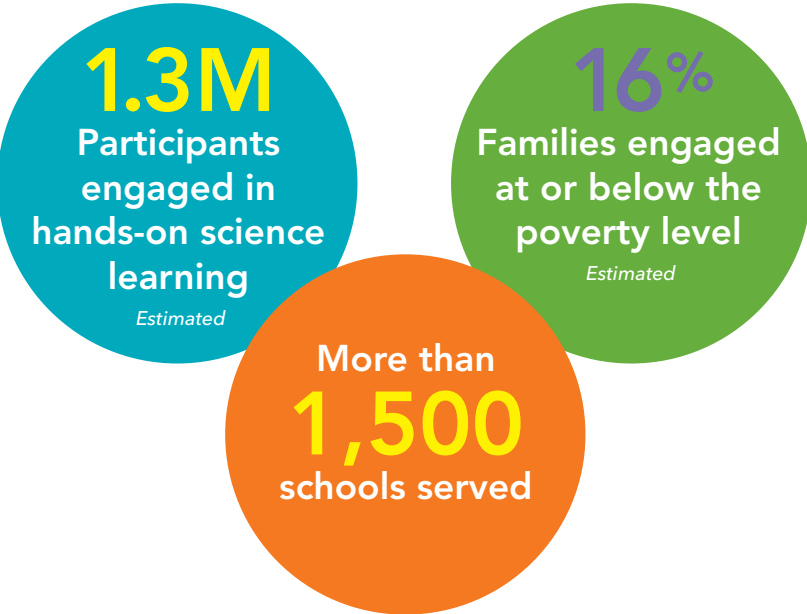 1.3M
Participants
engaged in
hands-on science
learning
Estimated
16%
Families engaged
at or below the
poverty level
Estimated
More than
1,500
schools served